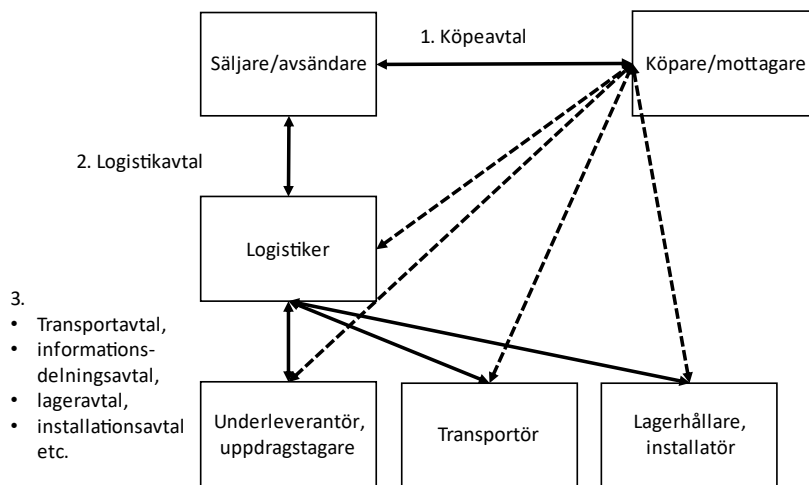 1. Köpeavtal
Säljare/avsändare
Köpare/mottagare
2. Logistikavtal
Logistiker
3.
• Transportavtal,
• informations-
delningsavtal,
• lageravtal,
• installationsavtal
etc.
Underleverantör,
uppdragstagare
Transportör
Lagerhållare,
installatör